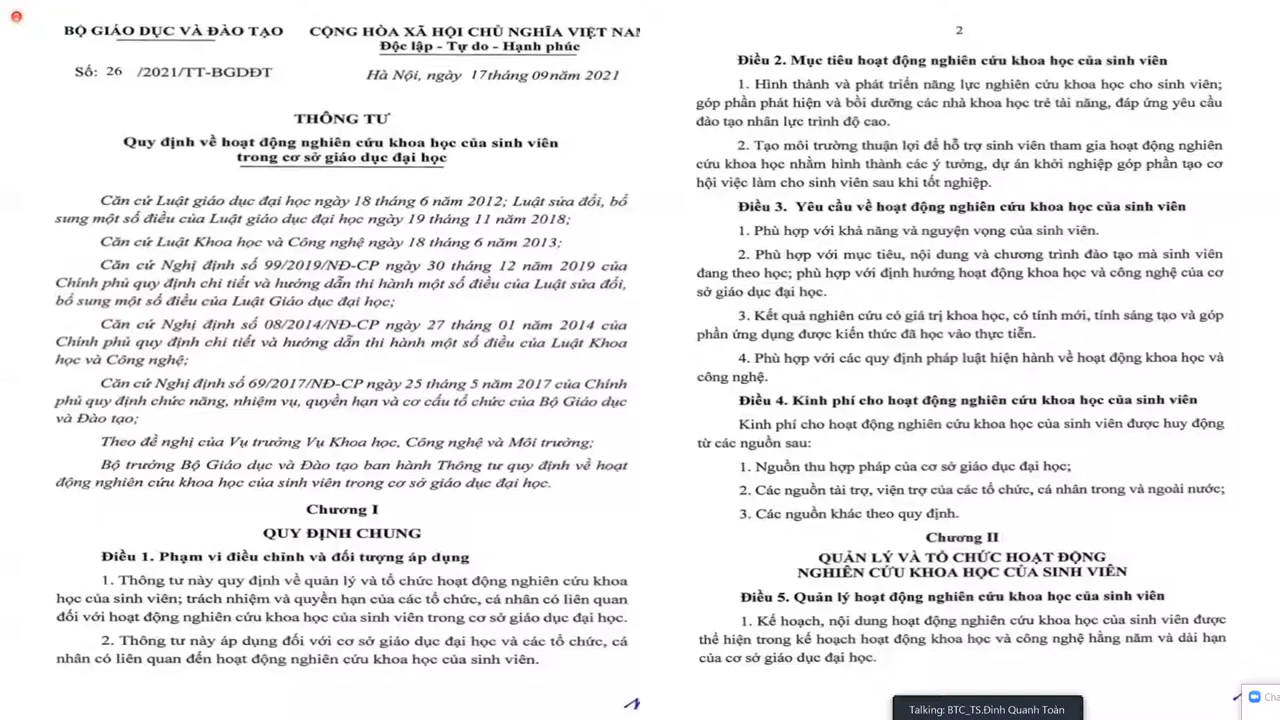 BỘ GIÁO DỤC VÀ ĐÀO TẠO
CỘNG HÒA XÃ HỘI CHỦ NGHĨA VIỆT NAM
Độc lập - Tự do - Hạnh phúc
Số: 26 /2021/TT-BGDĐT
Hà Nội, ngày 17tháng 09năm 2021
THÔNG TƯ
Quy định về hoạt động nghiên cứu khoa học của sinh viên
trong cơ sở giáo dục đại học
Căn cứ Luật giáo dục đại học ngày 18 tháng 6 năm 2012; Luật sửa đổi, bổ
sung một số điều của Luật giáo dục đại học ngày 19 tháng 11 năm 2018;
Căn cứ Luật Khoa học và Công nghệ ngày 18 tháng 6 năm 2013;
Căn cứ Nghị định số 99/2019/NĐ-CP ngày 30 tháng 12 năm 2019 của
Chính phủ quy định chi tiết và hướng dẫn thi hành một số điều của Luật sửa đổi,
bổ sung một số điều của Luật Giáo dục đại học;
Căn cứ Nghị định số 08/2014/NĐ-CP ngày 27 tháng 01 năm 2014 của
Chính phủ quy định chi tiết và hướng dẫn thi hành một số điều của Luật Khoa
học và Công nghệ;
Căn cứ Nghị định số 69/2017/NĐ-CP ngày 25 tháng 5 năm 2017 của Chính
phủ quy định chức năng, nhiệm vụ, quyền hạn và cơ cấu tổ chức của Bộ Giáo dục
và Đào tạo;
Theo đề nghị của Vụ trưởng Vụ Khoa học, Công nghệ và Môi trường;
Bộ trưởng Bộ Giáo dục và Đào tạo ban hành Thông tư quy định về hoạt
động nghiên cứu khoa học của sinh viên trong cơ sở giáo dục đại học.
Chương I
QUY ĐỊNH CHUNG
Điều 1. Phạm vi điều chỉnh và đối tượng áp dụng
1. Thông tư này quy định về quản lý và tổ chức hoạt động nghiên cứu khoa
học của sinh viên; trách nhiệm và quyền hạn của các tổ chức, cá nhân có liên quan
đối với hoạt động nghiên cứu khoa học của sinh viên trong cơ sở giáo dục đại học.
2. Thông tư này áp dụng đối với cơ sở giáo dục đại học và các tổ chức, cá
nhân có liên quan đến hoạt động nghiên cứu khoa học của sinh viên.
2
Điều 2. Mục tiêu hoạt động nghiên cứu khoa học của sinh viên
1. Hình thành và phát triển năng lực nghiên cứu khoa học cho sinh viên;
góp phần phát hiện và bồi dưỡng các nhà khoa học trẻ tài năng, đáp ứng yêu cầu
đào tạo nhân lực trình độ cao.
2. Tạo môi trường thuận lợi để hỗ trợ sinh viên tham gia hoạt động nghiên
cứu khoa học nhằm hình thành các ý tưởng, dự án khởi nghiệp góp phần tạo cơ
hội việc làm cho sinh viên sau khi tốt nghiệp.
Điều 3. Yêu cầu về hoạt động nghiên cứu khoa học của sinh viên
1. Phù hợp với khả năng và nguyện vọng của sinh viên.
2. Phù hợp với mục tiêu, nội dung và chương trình đào tạo mà sinh viên
đang theo học; phù hợp với định hướng hoạt động khoa học và công nghệ của cơ
sở giáo dục đại học.
3. Kết quả nghiên cứu có giá trị khoa học, có tính mới, tính sáng tạo và góp
phần ứng dụng được kiến thức đã học vào thực tiễn.
4. Phù hợp với các quy định pháp luật hiện hành về hoạt động khoa học và
công nghệ.
Điều 4. Kinh phí cho hoạt động nghiên cứu khoa học của sinh viên
Kinh phí cho hoạt động nghiên cứu khoa học của sinh viên được huy động
từ các nguồn sau:
1. Nguồn thu hợp pháp của cơ sở giáo dục đại học;
2. Các nguồn tài trợ, viện trợ của các tổ chức, cá nhân trong và ngoài nước;
3. Các nguồn khác theo quy định.
Chương II
QUẢN LÝ VÀ TỔ CHỨC HOẠT ĐỘNG
NGHIÊN CỨU KHOA HỌC CỦA SINH VIÊN
Điều 5. Quản lý hoạt động nghiên cứu khoa học của sinh viên
1. Kế hoạch, nội dung hoạt động nghiên cứu khoa học của sinh viên được
thể hiện trong kế hoạch hoạt động khoa học và công nghệ hằng năm và dài hạn
của cơ sở giáo dục đại học.
Talking: BTC_TS.Đinh Quanh Toàn
Cha